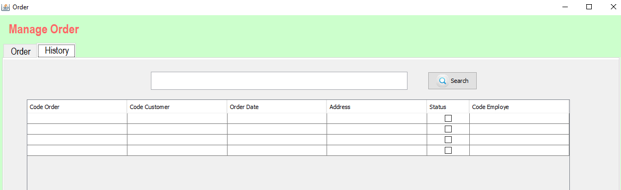 Order
Manage Order
Order History
Search
Code Order Code Customer Order Date Address Status Code Employe